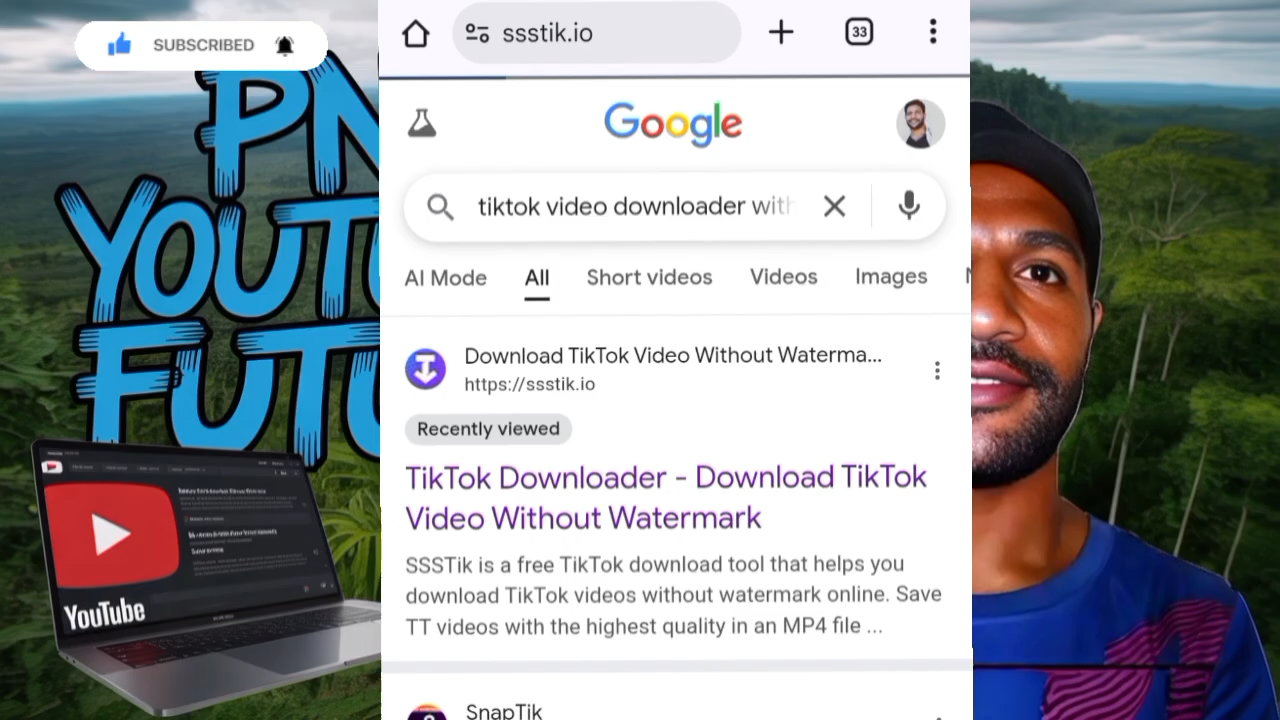 SUBSCRIBED
PN
YOUTU
FUTU
YouTube
ssstik.io
33
Google
tiktok video downloader with
AI Mode
All
Short videos
Videos
Images
Download TikTok Video Without Waterma...
https://ssstik.io
Recently viewed
TikTok Downloader - Download TikTok
Video Without Watermark
SSSTik is a free TikTok download tool that helps you
download TikTok videos without watermark online. Save
TT videos with the highest quality in an MP4 file ...
SnapTik